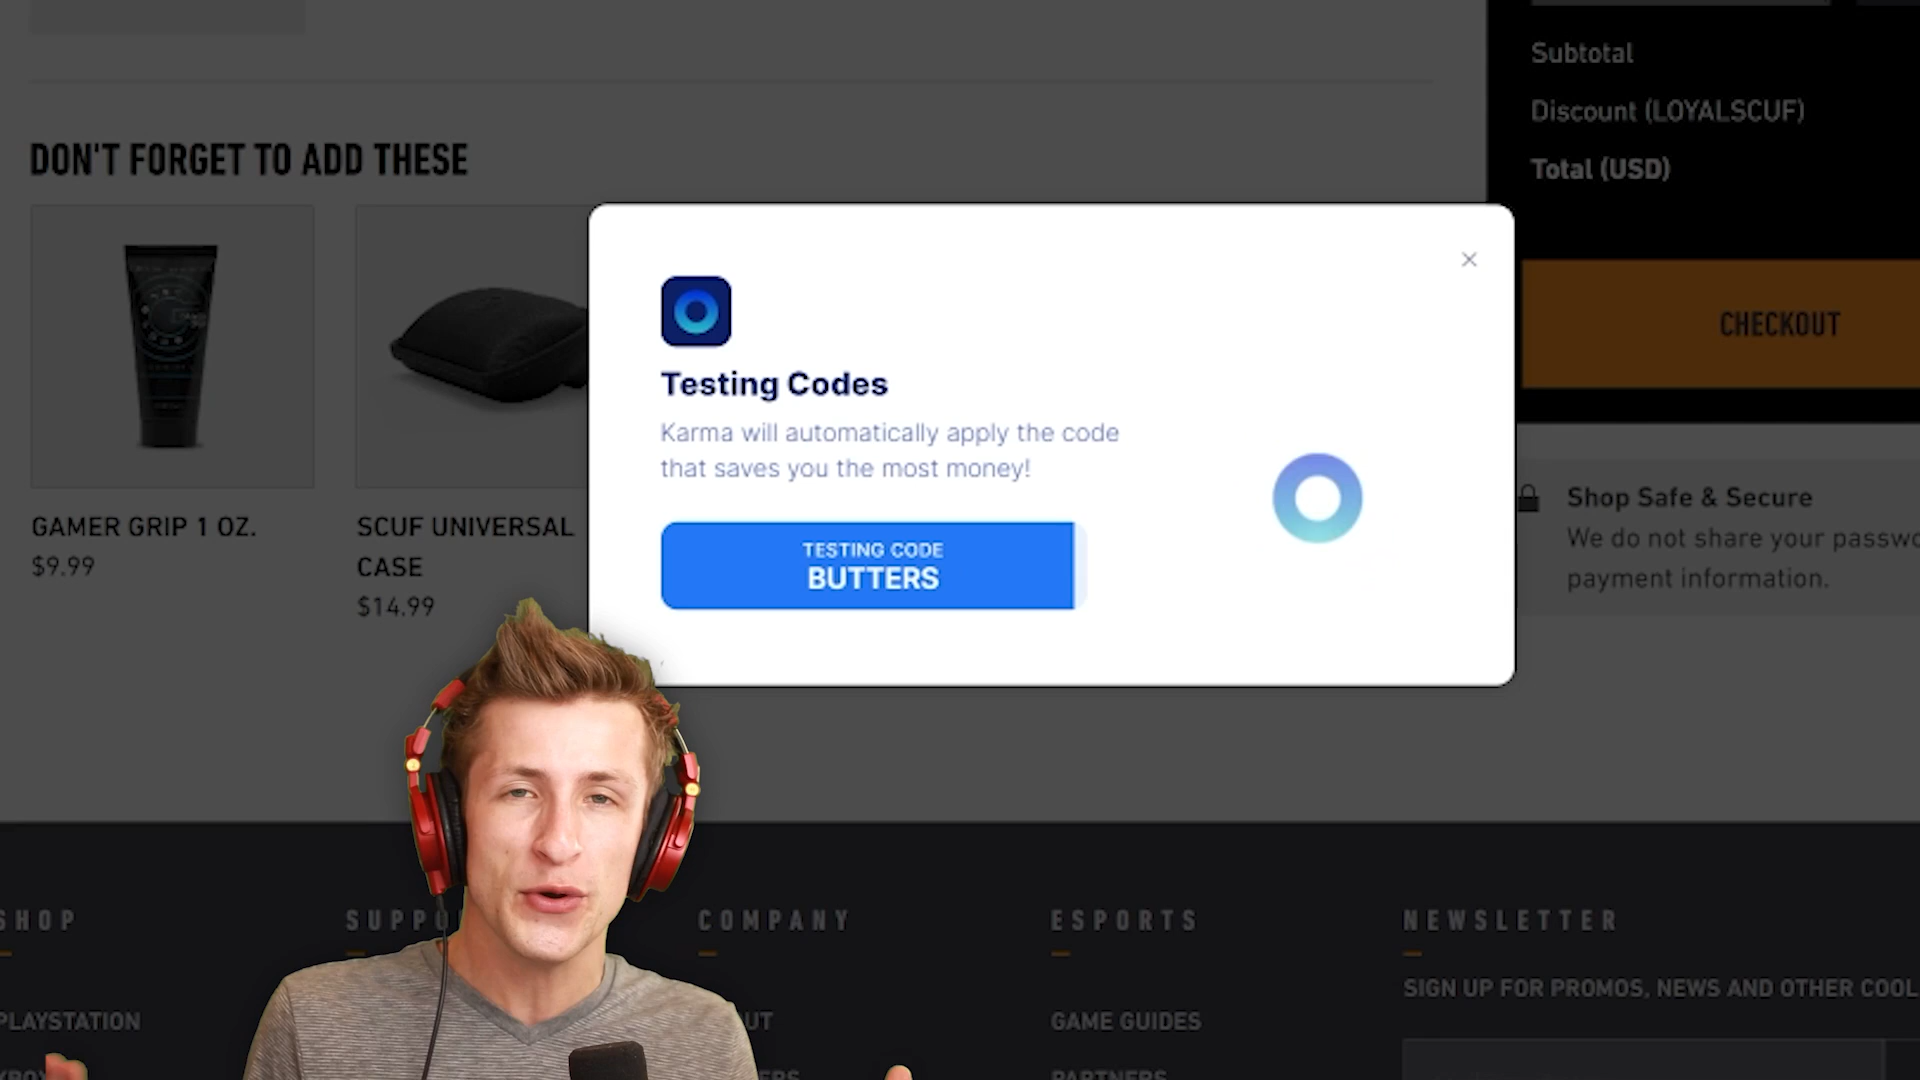 Subtotal
Discount (LOYALSCUF)
Total (USD)
DON'T FORGET TO ADD THESE
CHECKOUT
Testing Codes
Karma will automatically apply the code
that saves you the most money!
TESTING CODE
BUTTERS
GAMER GRIP 1 OZ.
$9.99
SCUF UNIVERSAL
CASE
$14.99
Shop Safe & Secure
We do not share your passwo
payment information.
SHOP
SUPPO
COMPANY
ESPORTS
NEWSLETTER
SIGN UP FOR PROMOS, NEWS AND OTHER COOL
PLAYSTATION
UT
GAME GUIDES
XBOX
ERS
PARTNERS